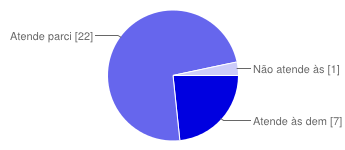 Atende parci [22]
Não atende às [1]
Atende às dem [7]